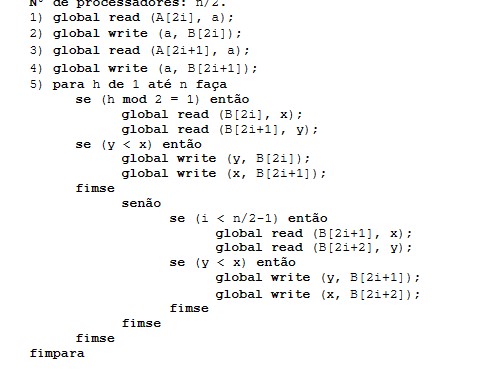 Nº de processadores: n/2.
1) global read (A[2i], a);
2) global write (a, B[2i]);
3) global read (A[2i+1], a);
4) global write (a, B[2i+1]);
5) para h de 1 até n faça
se (h mod 2 = 1) então
global read (B[2i], x);
global read (B[2i+1], y);
se (y < x) então
global write (y, B[2i]);
global write (x, B[2i+1]);
fimse
senão
se (i < n/2-1) então
global read (B[2i+1], x);
global read (B[2i+2], y);
se (y < x) então
global write (y, B[2i+1]);
global write (x, B[2i+2]);
fimse
fimse
fimse
fimpara